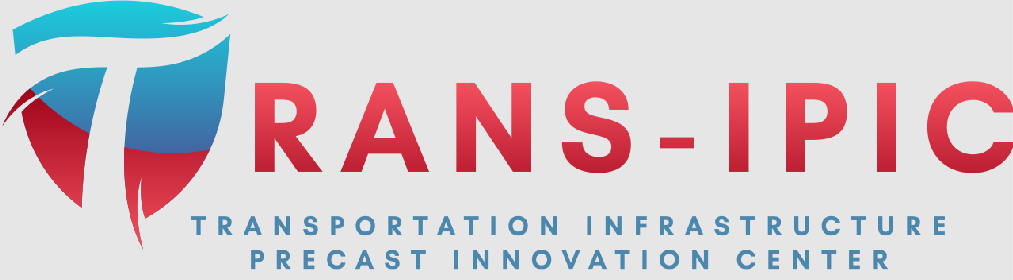 TRANS-IPIC
TRANSPORTATION INFRASTRUCTURE
PRECAST INNOVATION CENTER